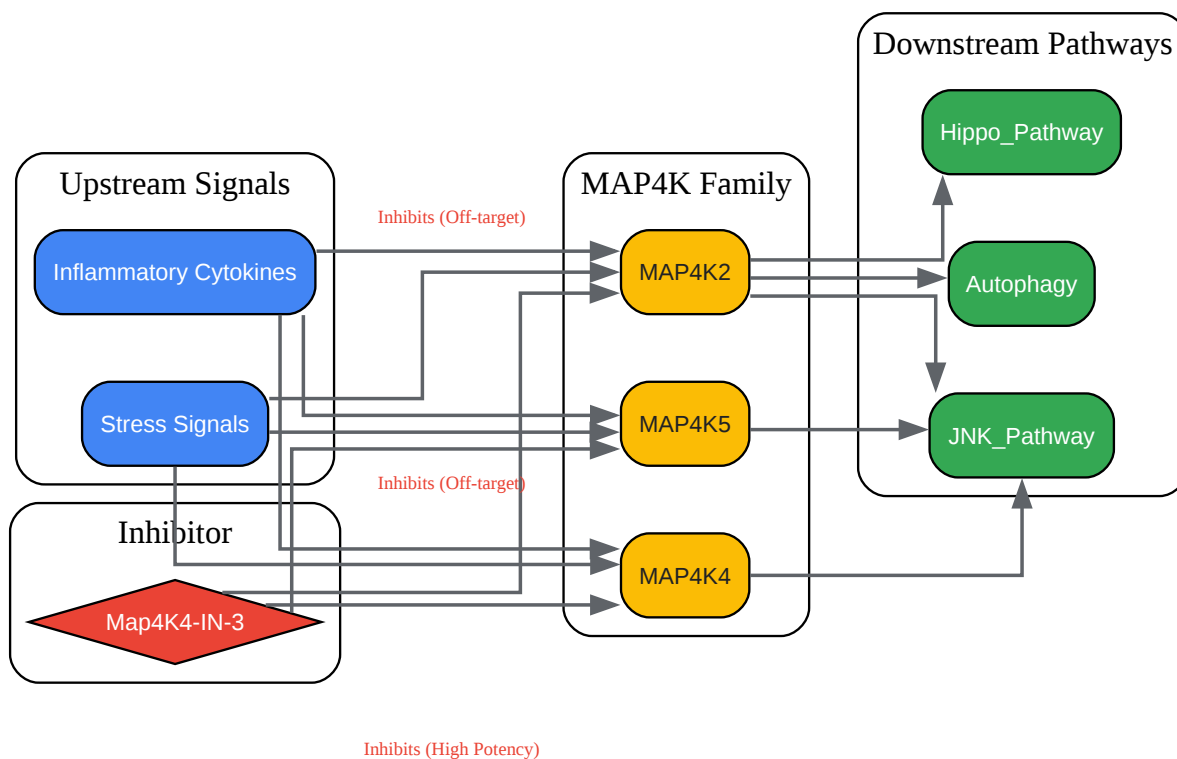 Downstream Pathways
Hippo_Pathway
Upstream Signals
MAP4K Family
Inhibits (Off-target)
Inflammatory Cytokines
MAP4K2
Autophagy
Stress Signals
MAP4K5
JNK_Pathway
Inhibits (Off-target)
Inhibitor
MAP4K4
Map4K4-IN-3
Inhibits (High Potency)